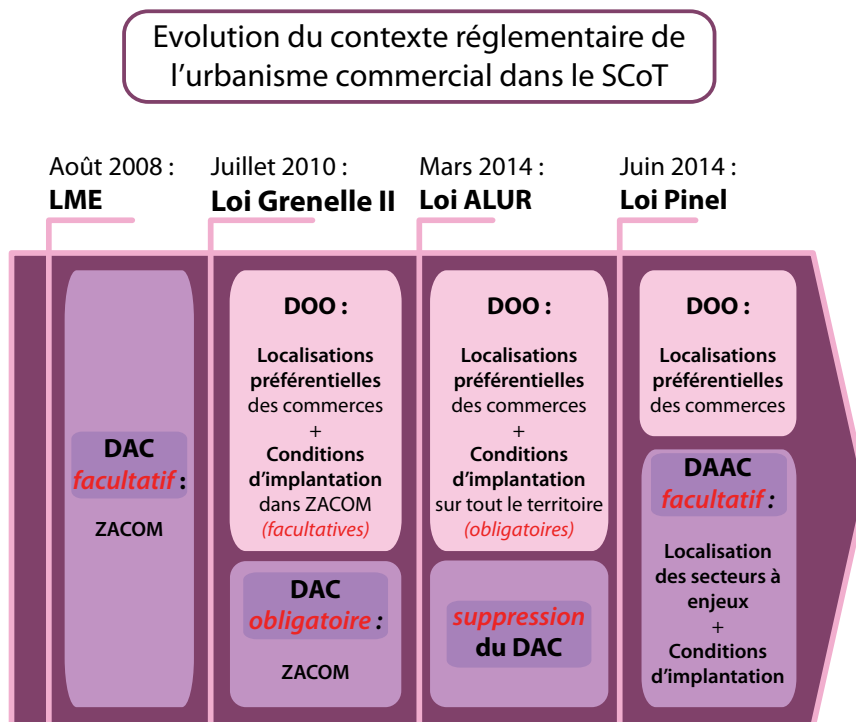 Evolution du contexte réglementaire de
l'urbanisme commercial dans le SCoT
Août 2008 :
LME
Juillet 2010 :
Loi Grenelle II
Mars 2014 :
Loi ALUR
Juin 2014 :
Loi Pinel
DAC
facultatif :
ZACOM
DOO :
Localisations
préférentielles
des commerces
+
Conditions
d'implantation
dans ZACOM
(facultatives)
DAC
obligatoire :
ZACOM
DOO :
Localisations
préférentielles
des commerces
+
Conditions
d'implantation
sur tout le territoire
(obligatoires)
suppression
du DAC
DOO :
Localisations
préférentielles
des commerces
DAAC
facultatif :
Localisation
des secteurs à
enjeux
+
Conditions
d'implantation